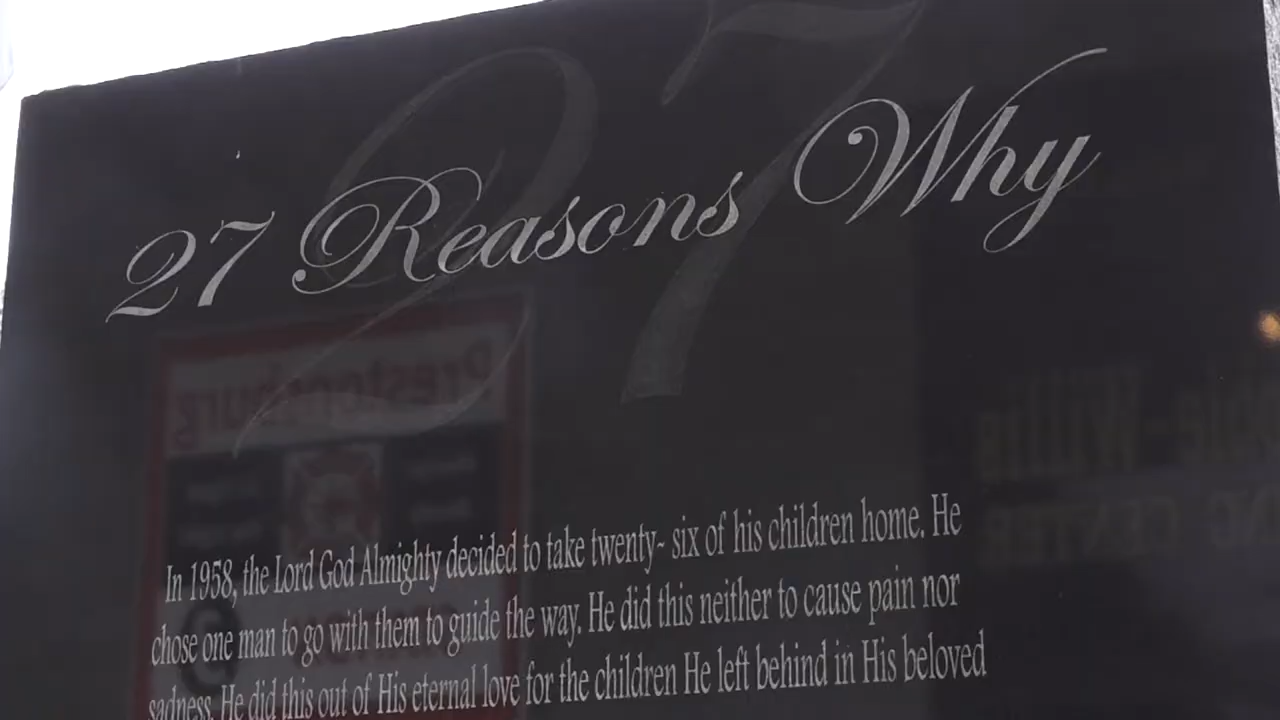 27 Reasons Why
27
In 1958, the Lord God Almighty decided to take twenty- six of his children home. He
chose one man to go with them to guide the way. He did this neither to cause pain nor
sadness. He did this out of His eternal love for the children He left behind in His beloved
Prestonsburg